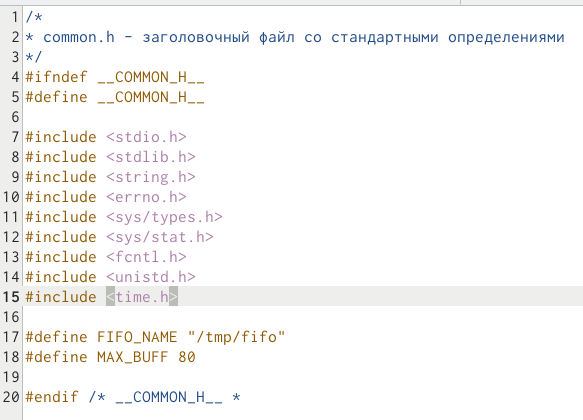 1 /*
2 * common.h - заголовочный файл со стандартными определениями
3 */
4 #ifndef __COMMON_H__
5 #define __COMMON_H__
6
7 #include <stdio.h>
8 #include <stdlib.h>
9 #include <string.h>
10 #include <errno.h>
11 #include <sys/types.h>
12 #include <sys/stat.h>
13 #include <fcntl.h>
14 #include <unistd.h>
15 #include <time.h>
16
17 #define FIFO_NAME "/tmp/fifo"
18 #define MAX_BUFF 80
19
20 #endif /* __COMMON_H__ *